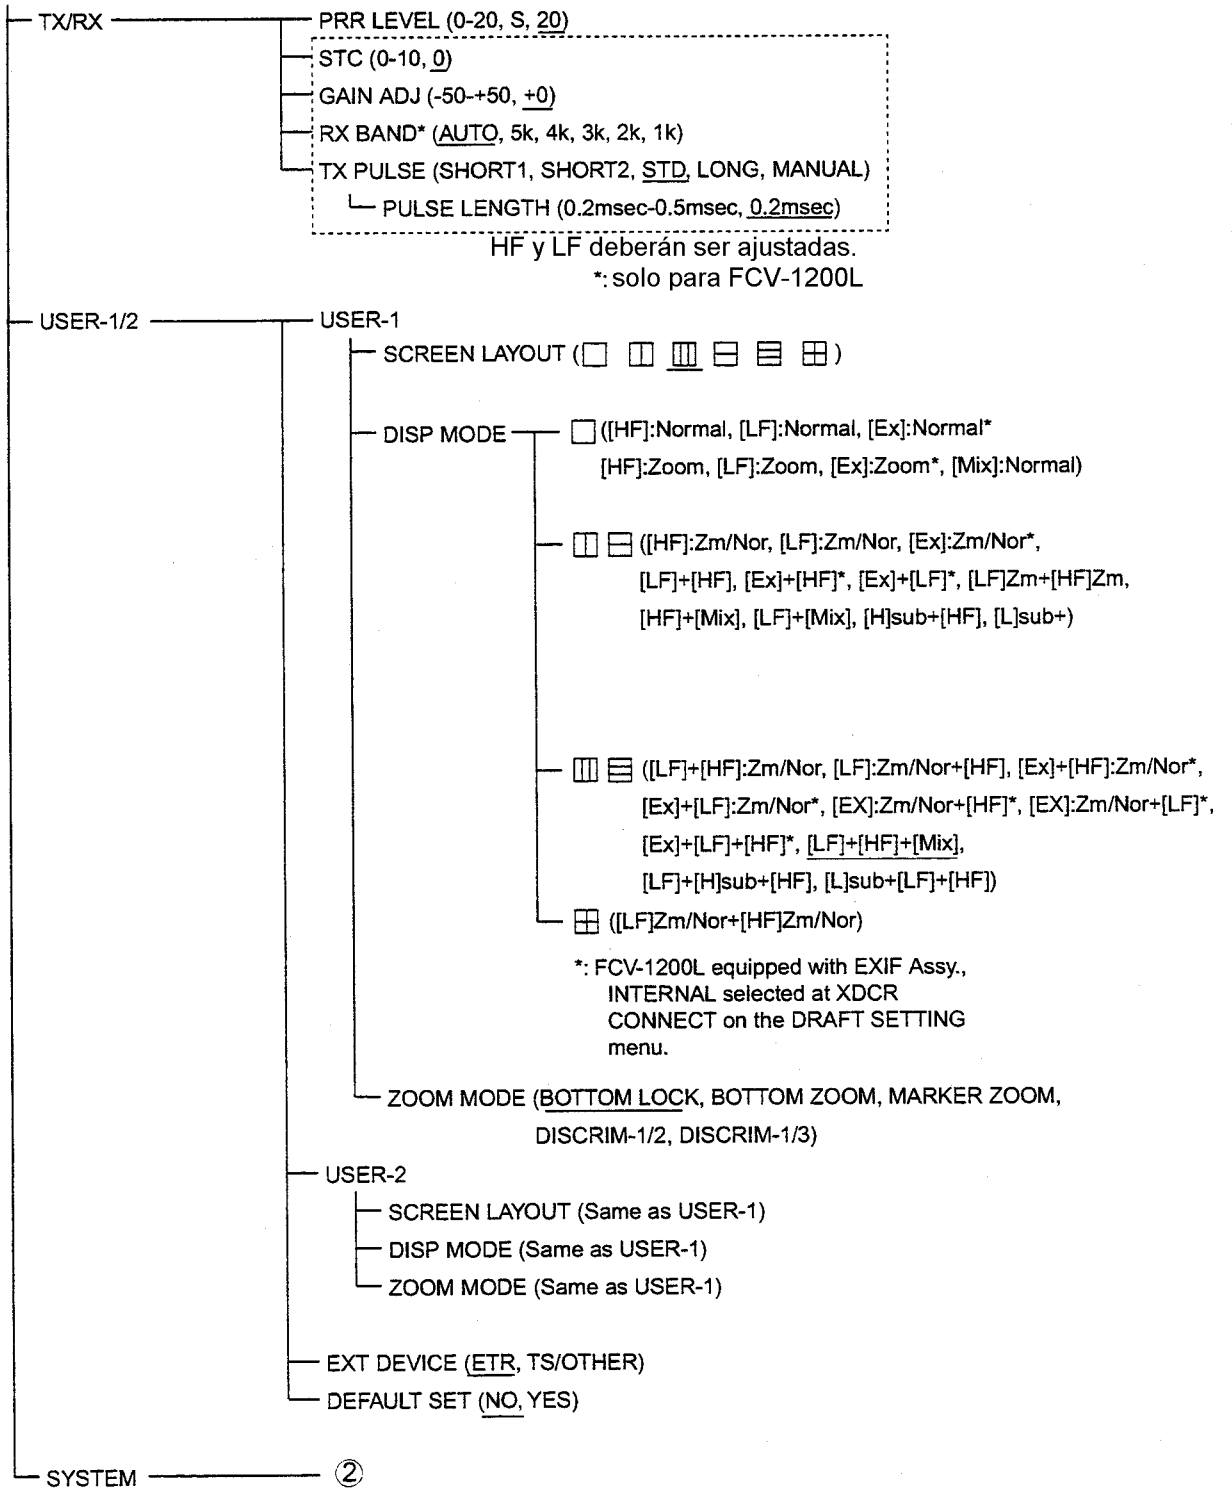 TX/RX
PRR LEVEL (0-20, S, 20)
STC (0-10, 0)
GAIN ADJ (-50-+50, +0)
RX BAND* (AUTO, 5k, 4k, 3k, 2k, 1k)
TX PULSE (SHORT1, SHORT2, STD, LONG, MANUAL)
PULSE LENGTH (0.2msec-0.5msec, 0.2msec)
HF y LF deberán ser ajustadas.
*: solo para FCV-1200L
USER-1/2
USER-1
SCREEN LAYOUT ( )
DISP MODE
([HF]:Normal, [LF]:Normal, [Ex]:Normal*
[HF]:Zoom, [LF]:Zoom, [Ex]:Zoom*, [Mix]:Normal)
([HF]:Zm/Nor, [LF]:Zm/Nor, [Ex]:Zm/Nor*,
[LF]+[HF], [Ex]+[HF]*, [Ex]+[LF]*, [LF]Zm+[HF]Zm,
[HF]+[Mix], [LF]+[Mix], [H]sub+[HF], [L]sub+)
([LF]+[HF]:Zm/Nor, [LF]:Zm/Nor+[HF], [Ex]+[HF]:Zm/Nor*,
[Ex]+[LF]:Zm/Nor*, [EX]:Zm/Nor+[HF]*, [EX]:Zm/Nor+[LF]*,
[Ex]+[LF]+[HF]*, [LF]+[HF]+[Mix],
[LF]+[H]sub+[HF], [L]sub+[LF]+[HF])
([LF]Zm/Nor+[HF]Zm/Nor)
*: FCV-1200L equipped with EXIF Assy.,
INTERNAL selected at XDCR
CONNECT on the DRAFT SETTING
menu.
ZOOM MODE (BOTTOM LOCK, BOTTOM ZOOM, MARKER ZOOM,
DISCRIM-1/2, DISCRIM-1/3)
USER-2
SCREEN LAYOUT (Same as USER-1)
DISP MODE (Same as USER-1)
ZOOM MODE (Same as USER-1)
EXT DEVICE (ETR, TS/OTHER)
DEFAULT SET (NO, YES)
SYSTEM
②